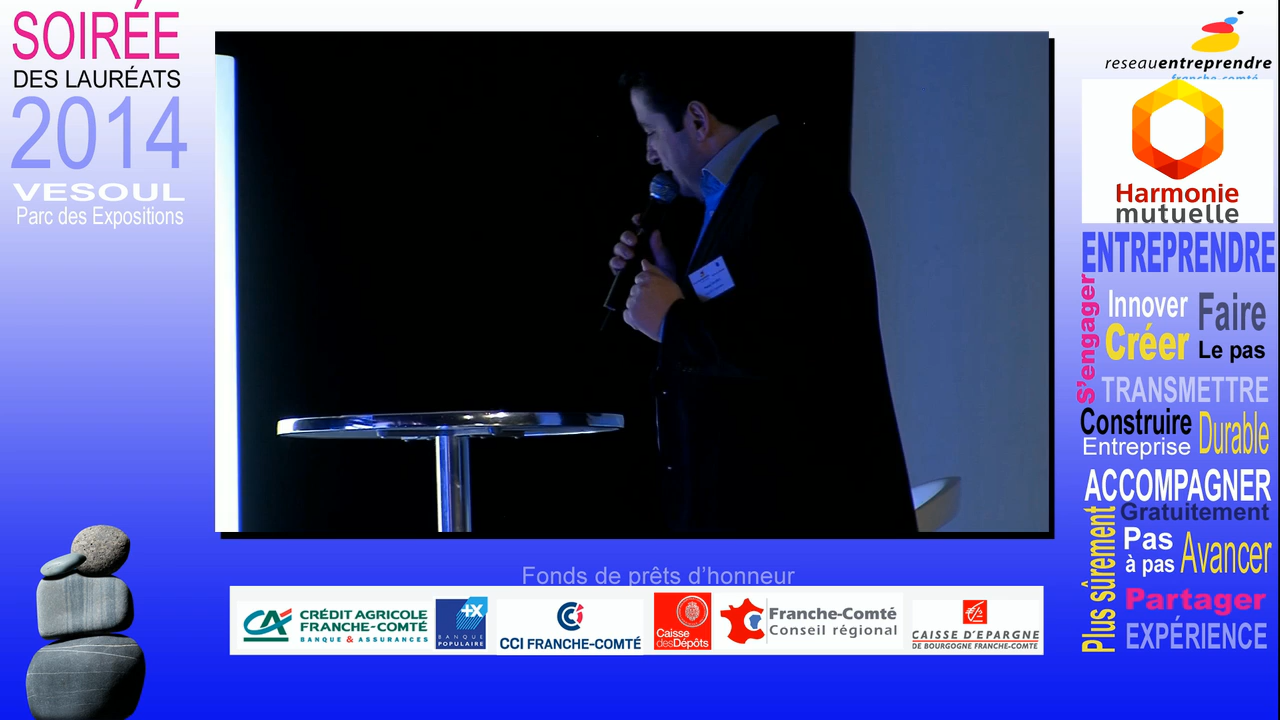 SOIRÉE
DES LAURÉATS
2014
VESOUL
Parc des Expositions
reseauentreprendre
franche-comté
Harmonie
mutuelle
ENTREPRENDRE
S'engager
Innover
Faire
Créer
Le pas
TRANSMETTRE
Construire
Durable
Entreprise
ACCOMPAGNER
Gratuitement
Plus sûrement
Pas
à pas
Avancer
Partager
EXPÉRIENCE
Fonds de prêts d’honneur
CRÉDIT AGRICOLE
FRANCHE-COMTÉ
BANQUE & ASSURANCES
BANQUE
POPULAIRE
CCI FRANCHE-COMTÉ
Caisse
desDépôts
Franche-Comté
Conseil régional
CAISSE D'EPARGNE
DE BOURGOGNE FRANCHE-COMTE